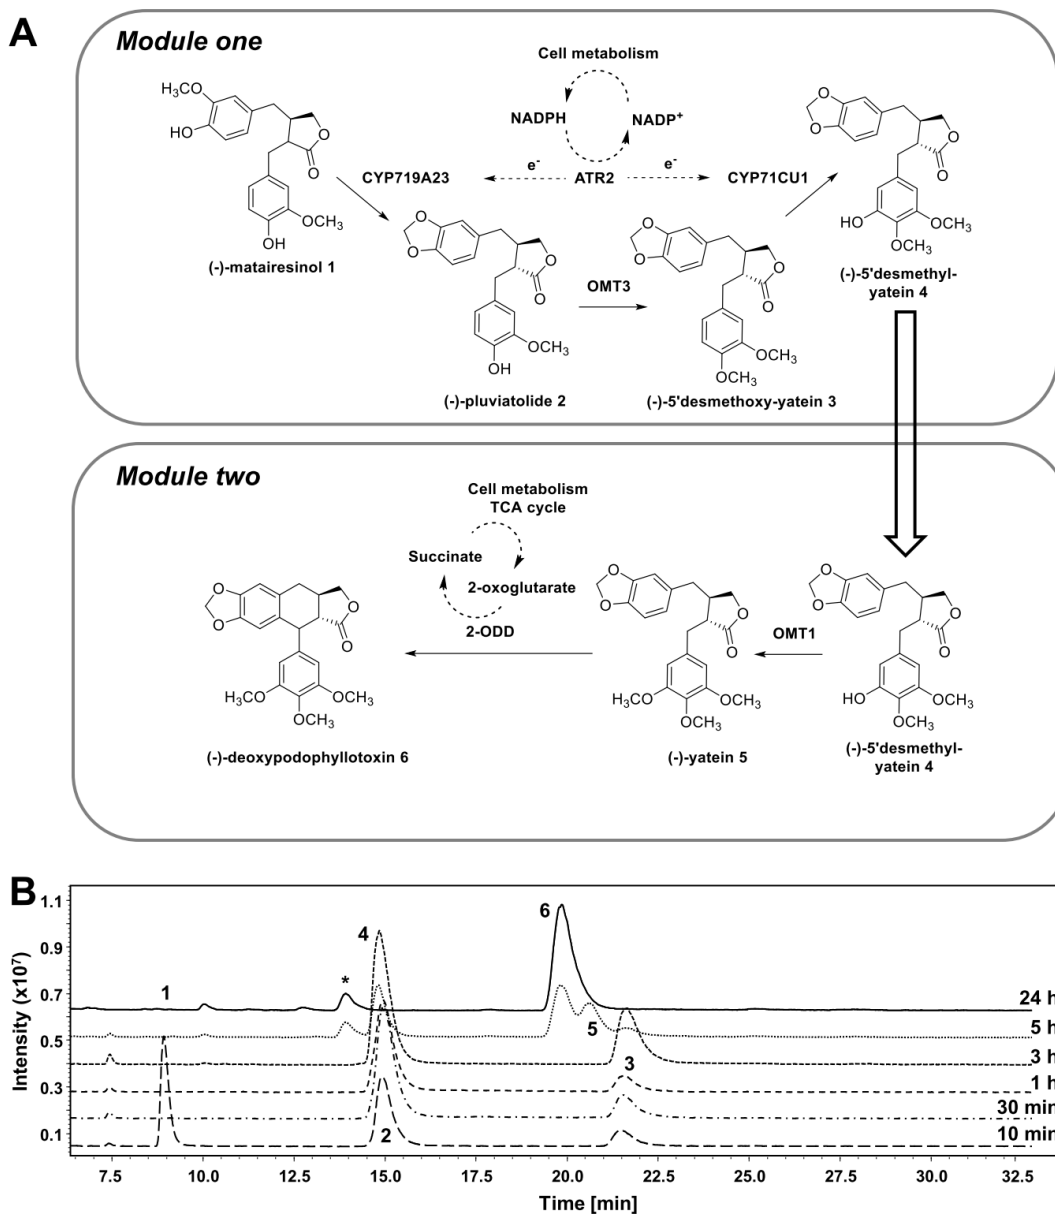 A
Module one
Cell metabolism
H₃CO
HO
O
O
OCH₃
OH
(-)-matairesinol 1
NADPH
NADP⁺
e⁻
ATR2
e⁻
CYP719A23
CYP71CU1
O
O
O
O
OCH₃
OH
(-)-pluviatolide 2
OMT3
O
O
O
O
OCH₃
OCH₃
(-)-5'desmethoxy-yatein 3
O
O
O
O
HO
OCH₃
OCH₃
(-)-5'desmethyl-
yatein 4
Module two
Cell metabolism
TCA cycle
Succinate
2-oxoglutarate
2-ODD
O
O
O
O
H₃CO
OCH₃
OCH₃
(-)-deoxypodophyllotoxin 6
O
O
O
O
H₃CO
OCH₃
OCH₃
(-)-yatein 5
OMT1
O
O
O
O
HO
OCH₃
OCH₃
(-)-5'desmethyl-
yatein 4
B
Intensity (x10⁷)
1.1
0.9
0.7
0.5
0.3
0.1
1
*
4
2
6
5
3
24 h
5 h
3 h
1 h
30 min
10 min
7.5 10.0 12.5 15.0 17.5 20.0 22.5 25.0 27.5 30.0 32.5
Time [min]